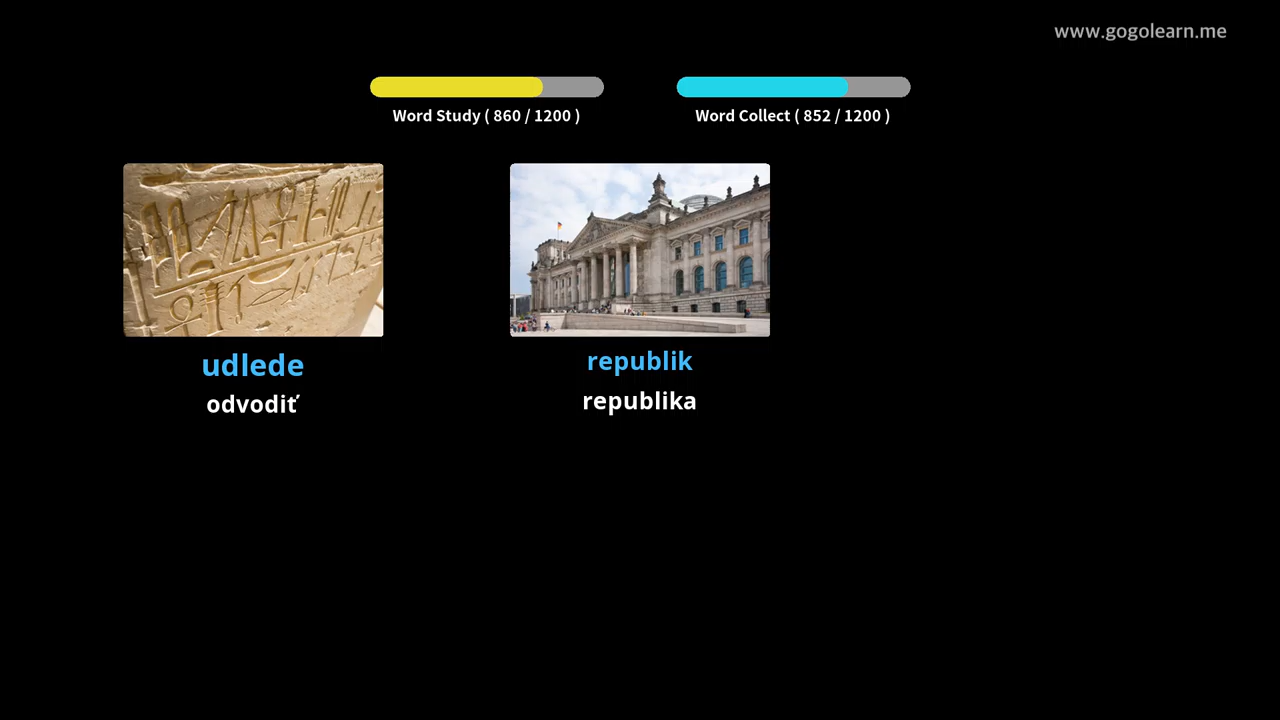 www.gogolearn.me
Word Study ( 860 / 1200 )
Word Collect ( 852 / 1200 )
udlede
odvodiť
republik
republika